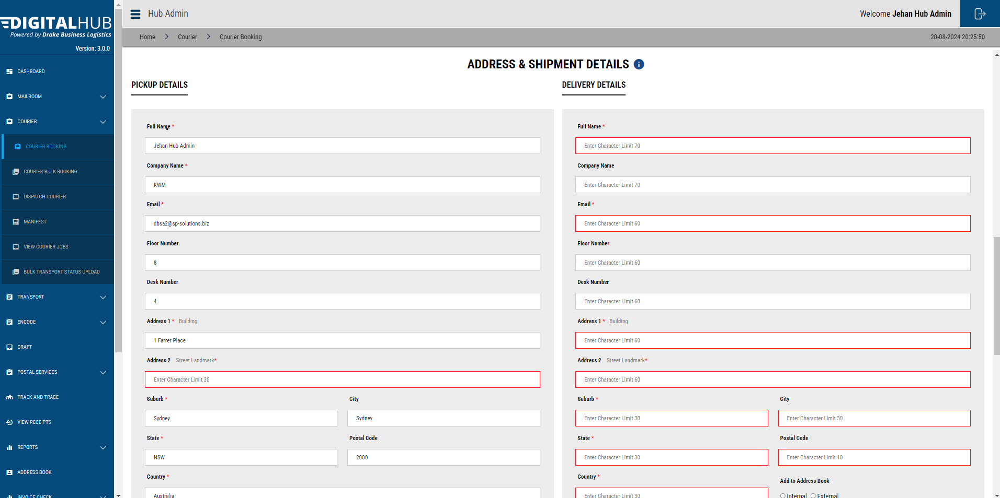 DIGITALHUB
Powered by Drake Business Logistics
Version: 3.0.0
DASHBOARD
MAILROOM
COURIER
COURIER BOOKING
COURIER BULK BOOKING
DISPATCH COURIER
MANIFEST
VIEW COURIER JOBS
BULK TRANSPORT STATUS UPLOAD
TRANSPORT
ENCODE
DRAFT
POSTAL SERVICES
TRACK AND TRACE
VIEW RECEIPTS
REPORTS
ADDRESS BOOK
INVOICE CHECK
Hub Admin
Welcome Jehan Hub Admin
Home > Courier > Courier Booking
20-08-2024 20:25:50
ADDRESS & SHIPMENT DETAILS i
PICKUP DETAILS
Full Name *
Jehan Hub Admin
Company Name *
KWM
Email *
dbsa2@sp-solutions.biz
Floor Number
8
Desk Number
4
Address 1 * Building
1 Farrer Place
Address 2 Street Landmark*
Enter Character Limit 30
Suburb * City
Sydney Sydney
State * Postal Code
NSW 2000
Country *
Australia
DELIVERY DETAILS
Full Name *
Enter Character Limit 70
Company Name
Enter Character Limit 70
Email *
Enter Character Limit 60
Floor Number
Enter Character Limit 60
Desk Number
Enter Character Limit 60
Address 1 * Building
Enter Character Limit 60
Address 2 Street Landmark*
Enter Character Limit 60
Suburb * City
Enter Character Limit 30 Enter Character Limit 30
State * Postal Code
Enter Character Limit 30 Enter Character Limit 10
Country * Add to Address Book
Enter Character Limit 30 Internal External